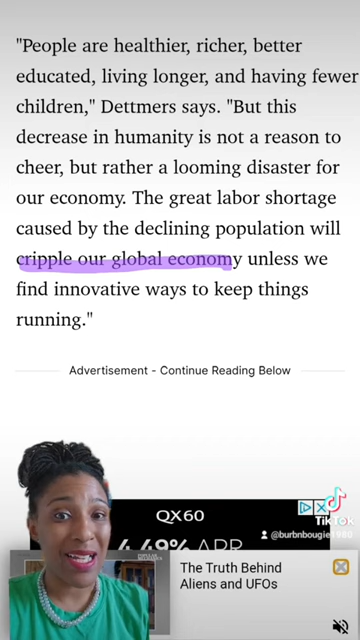 "People are healthier, richer, better
educated, living longer, and having fewer
children," Dettmers says. "But this
decrease in humanity is not a reason to
cheer, but rather a looming disaster for
our economy. The great labor shortage
caused by the declining population will
cripple our global economy unless we
find innovative ways to keep things
running."
Advertisement - Continue Reading Below
QX60
TikTok
4.49% APR
@burbnbougie1980
The Truth Behind
Aliens and UFOs